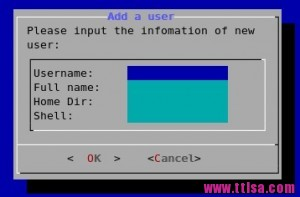 Add a user
Please input the infomation of new
user:
Username:
Full name:
Home Dir:
Shell:
< OK > <Cancel>
www.ttlsa.com